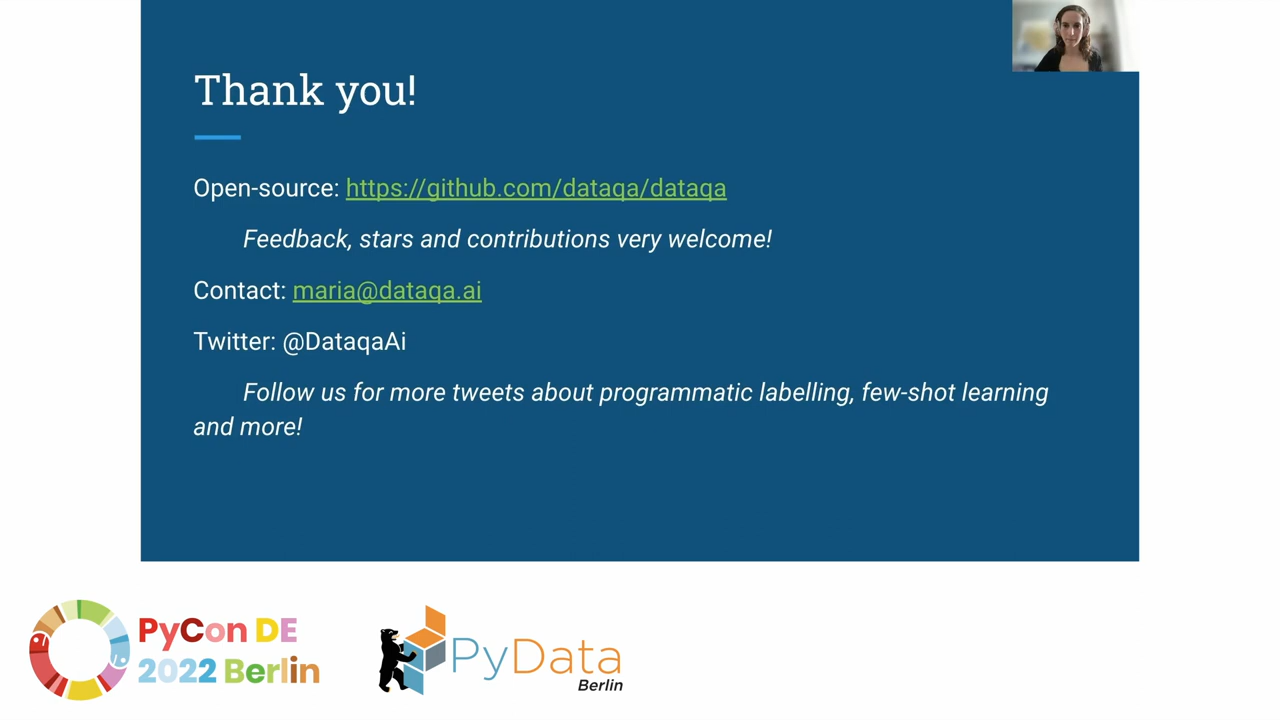 Thank you!
Open-source: https://github.com/dataqa/dataqa
Feedback, stars and contributions very welcome!
Contact: maria@dataqa.ai
Twitter: @DataqaAi
Follow us for more tweets about programmatic labelling, few-shot learning
and more!
PyCon DE
2022 Berlin
PyData
Berlin